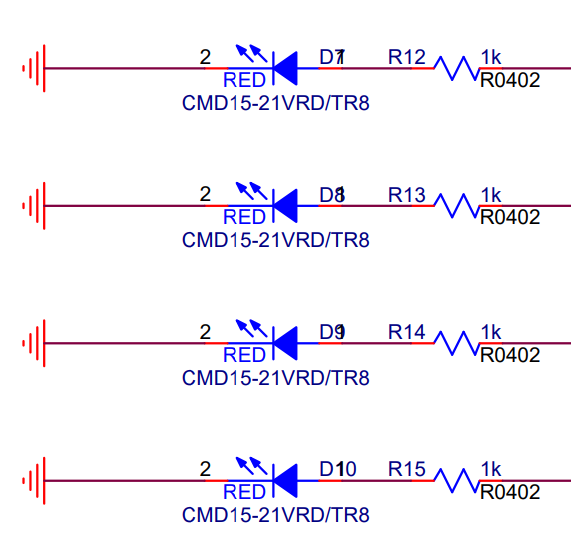 2 D7 1 R12 1k
RED R0402
CMD15-21VRD/TR8
2 D8 1 R13 1k
RED R0402
CMD15-21VRD/TR8
2 D9 1 R14 1k
RED R0402
CMD15-21VRD/TR8
2 D10 1 R15 1k
RED R0402
CMD15-21VRD/TR8